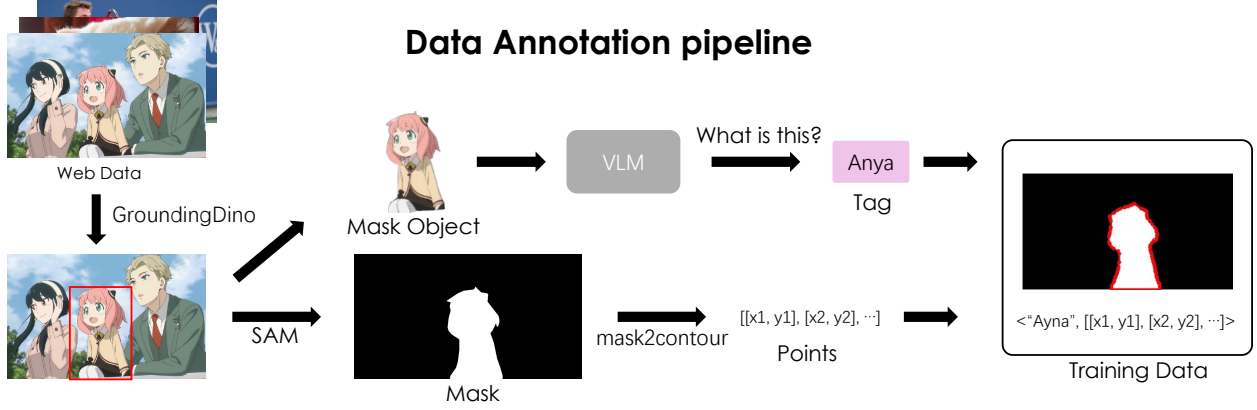 Data Annotation pipeline
Web Data
GroundingDino
Mask Object
VLM
What is this?
Anya
Tag
SAM
Mask
mask2contour
[[x1, y1], [x2, y2], ···]
Points
<“Ayna”, [[x1, y1], [x2, y2], ···]>
Training Data